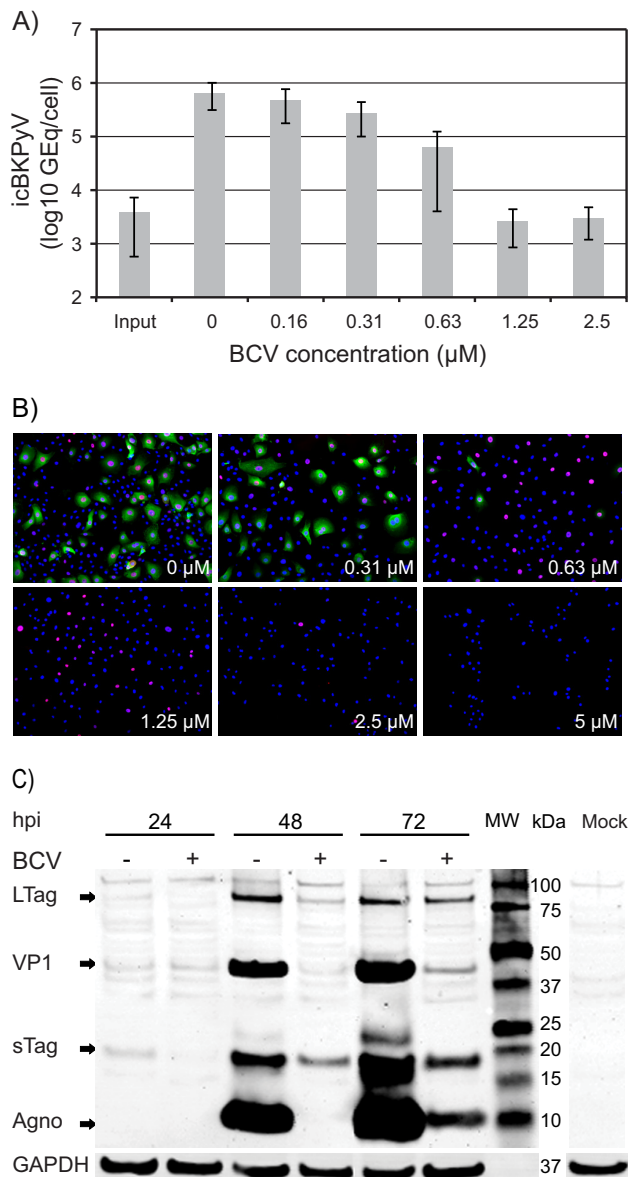 A)
7
6
5
4
3
2
icBKPyV
(log10 GEq/cell)
Input 0 0.16 0.31 0.63 1.25 2.5
BCV concentration (µM)
B)
0 µM 0.31 µM 0.63 µM
1.25 µM 2.5 µM 5 µM
C)
hpi 24 48 72 MW kDa Mock
BCV - + - + - +
LTag 100
75
VP1 50
37
25
sTag 20
15
Agno 10
GAPDH 37